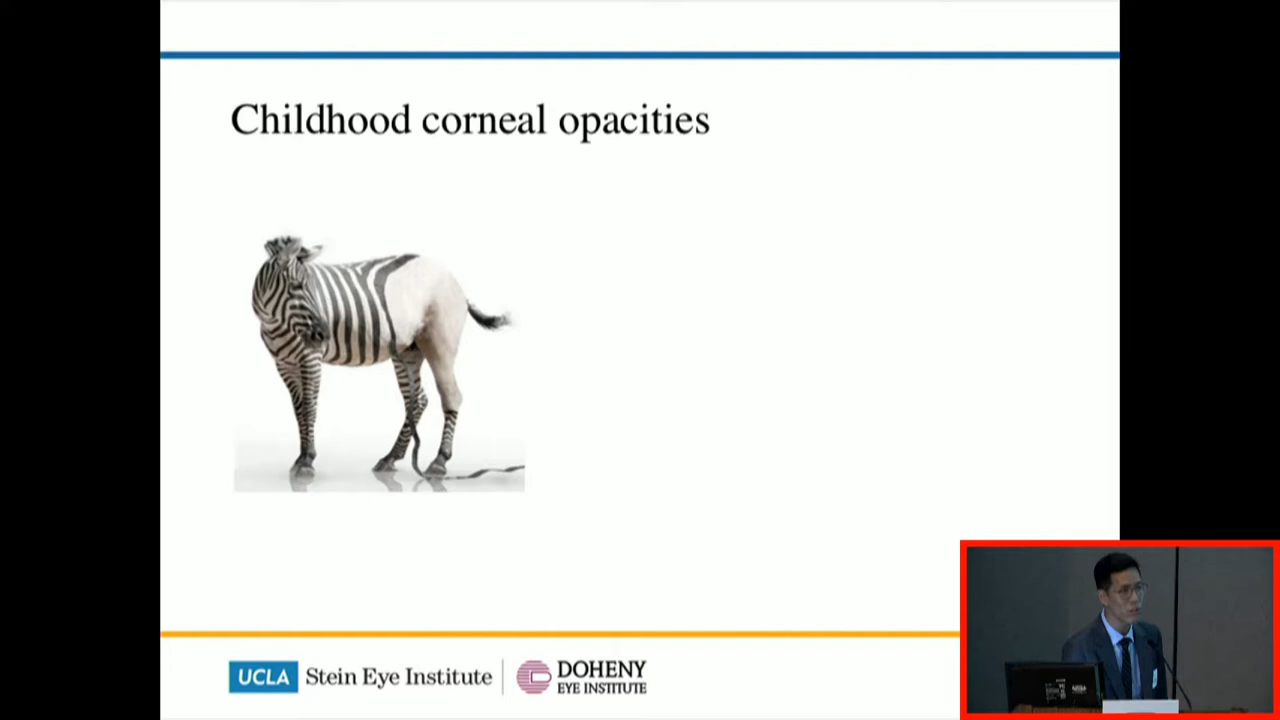 Childhood corneal opacities
UCLA Stein Eye Institute
DOHENY
EYE INSTITUTE